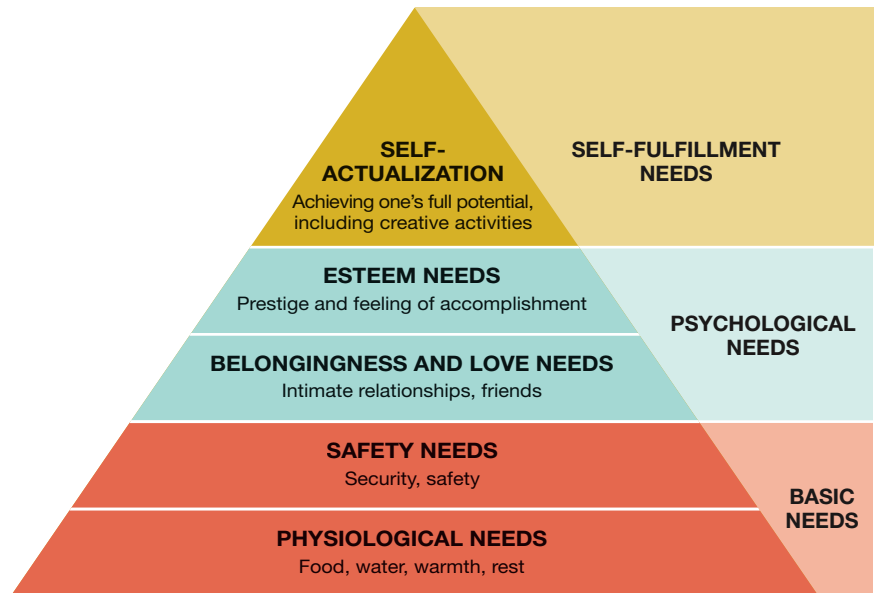 SELF-
ACTUALIZATION
Achieving one's full potential,
including creative activities
SELF-FULFILLMENT
NEEDS
ESTEEM NEEDS
Prestige and feeling of accomplishment
BELONGINGNESS AND LOVE NEEDS
Intimate relationships, friends
PSYCHOLOGICAL
NEEDS
SAFETY NEEDS
Security, safety
PHYSIOLOGICAL NEEDS
Food, water, warmth, rest
BASIC
NEEDS